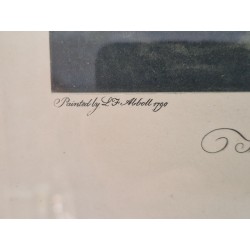 Painted by L.F. Abbott. 1790